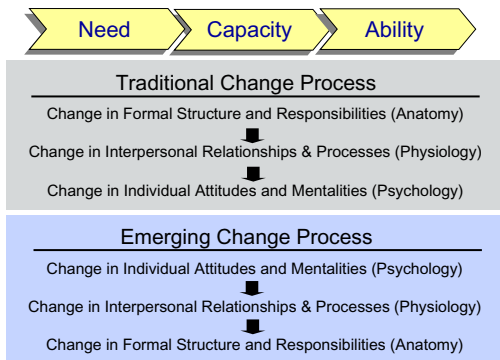 Need Capacity Ability
Traditional Change Process
Change in Formal Structure and Responsibilities (Anatomy)
Change in Interpersonal Relationships & Processes (Physiology)
Change in Individual Attitudes and Mentalities (Psychology)
Emerging Change Process
Change in Individual Attitudes and Mentalities (Psychology)
Change in Interpersonal Relationships & Processes (Physiology)
Change in Formal Structure and Responsibilities (Anatomy)